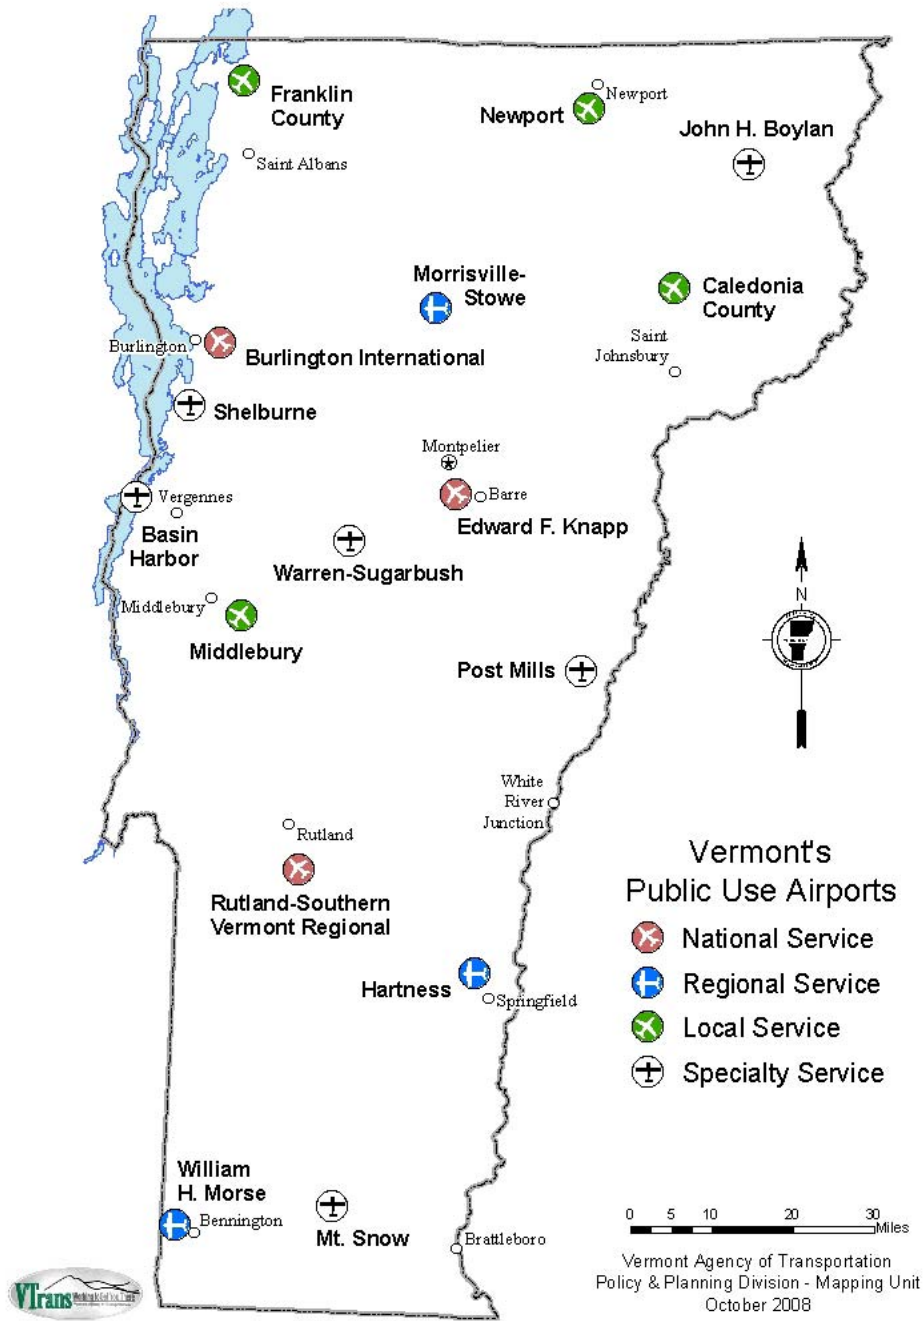 Franklin
County
Newport
Newport
John H. Boylan
Saint Albans
Morrisville-
Stowe
Caledonia
County
Saint
Johnsbury
Burlington
Burlington International
Shelburne
Montpelier
Vergennes
Barre
Basin
Harbor
Edward F. Knapp
Warren-Sugarbush
Middlebury
Middlebury
N
Post Mills
White
River
Junction
Rutland
Rutland-Southern
Vermont Regional
Vermont's
Public Use Airports
National Service
Regional Service
Local Service
Specialty Service
Hartness
Springfield
William
H. Morse
Bennington
Mt. Snow
Brattleboro
0 5 10 20 30
Miles
Vermont Agency of Transportation
Policy & Planning Division - Mapping Unit
October 2008
VTrans